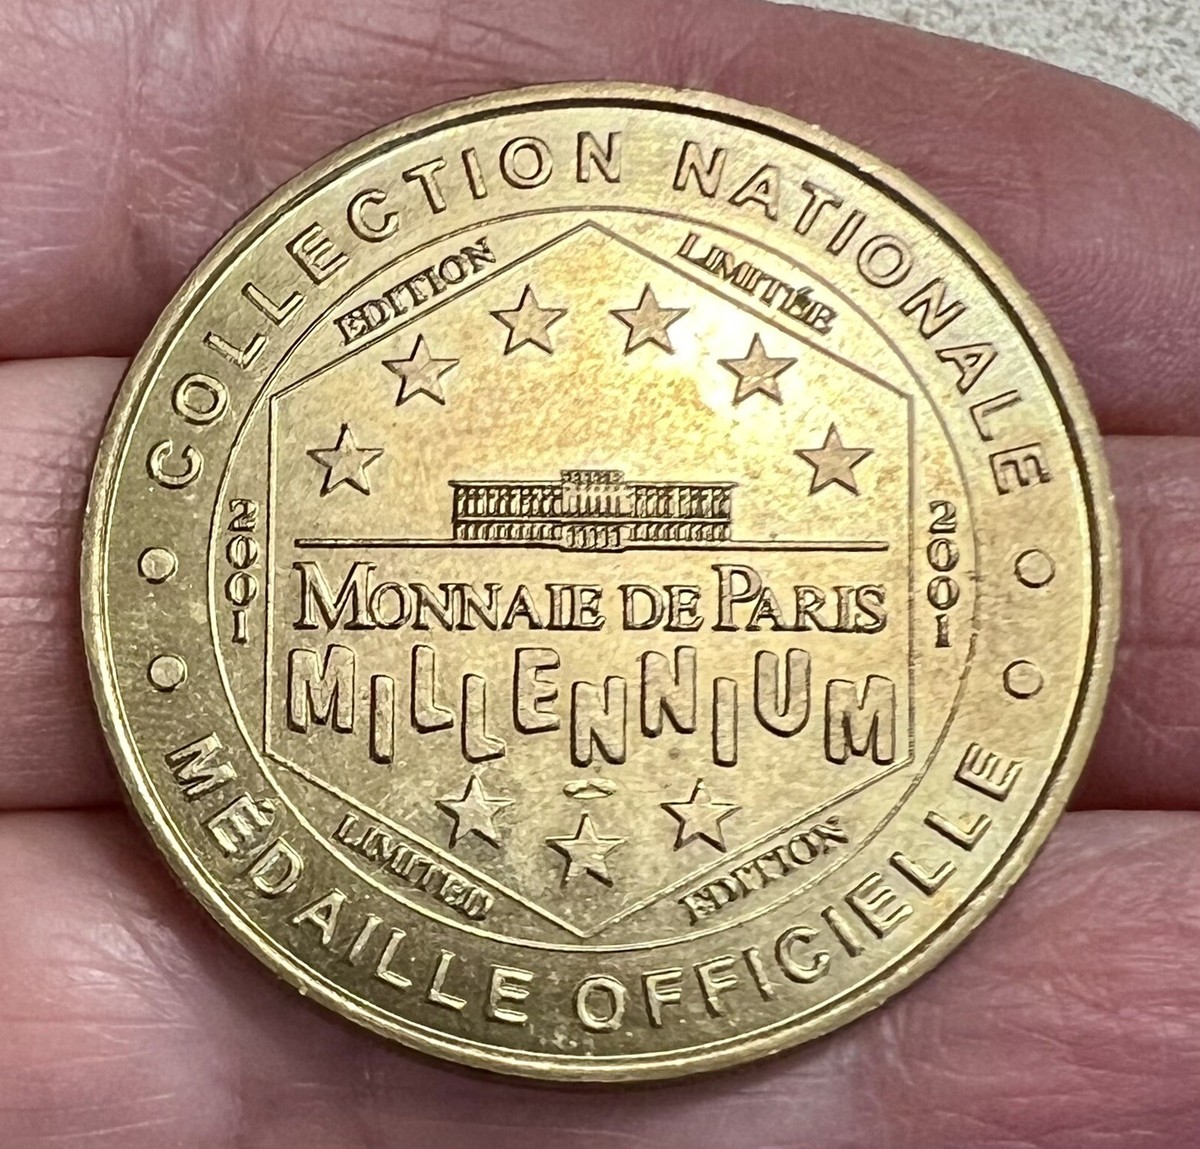 COLLECTION NATIONALE
EDITION LIMITÉE
2001
2001
MONNAIE DE PARIS
MILLENNIUM
LIMITED EDITION
MÉDAILLE OFFICIELLE